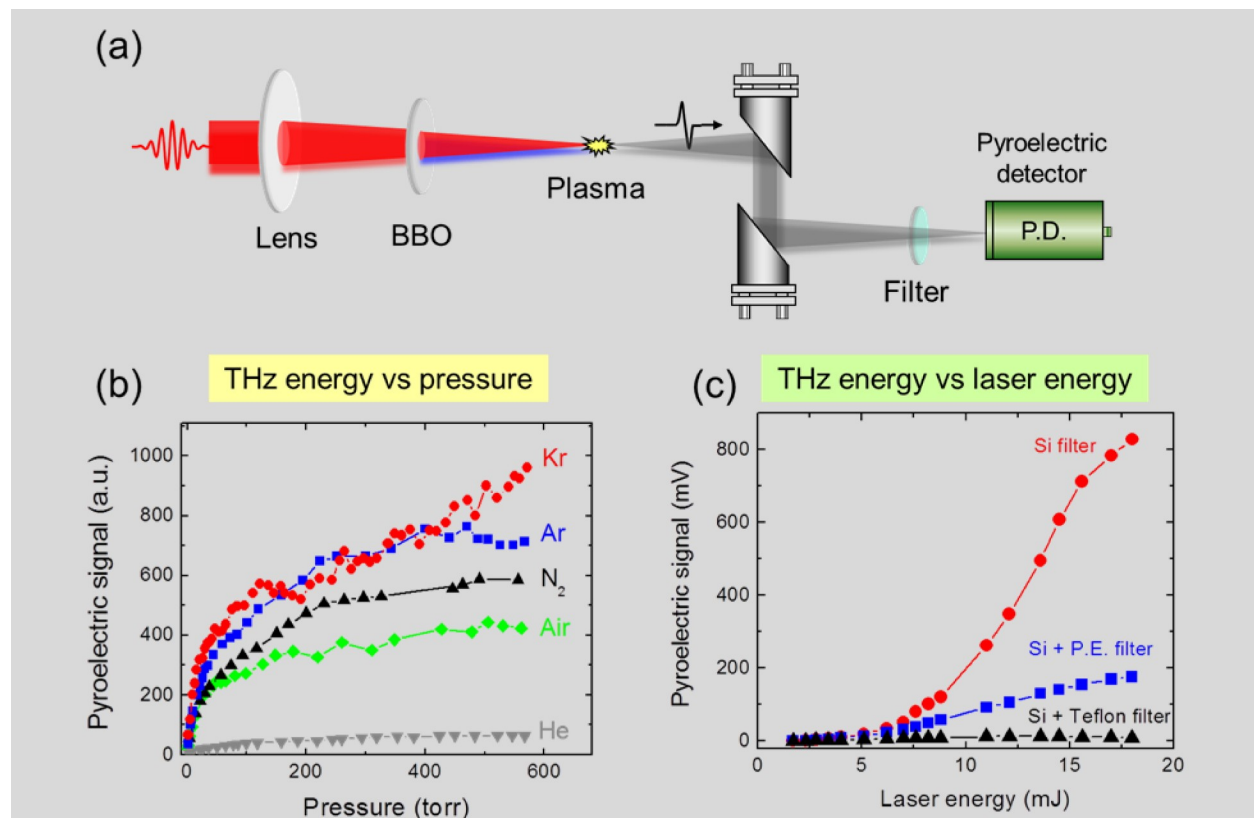 (a)
Lens
BBO
Plasma
Pyroelectric
detector
P.D.
Filter
(b)
THz energy vs pressure
Pyroelectric signal (a.u.)
1000
800
600
400
200
0
Kr
Ar
N2
Air
He
0
200
400
600
Pressure (torr)
(c)
THz energy vs laser energy
Pyroelectric signal (mV)
800
600
400
200
0
Si filter
Si + P.E. filter
Si + Teflon filter
0
5
10
15
20
Laser energy (mJ)